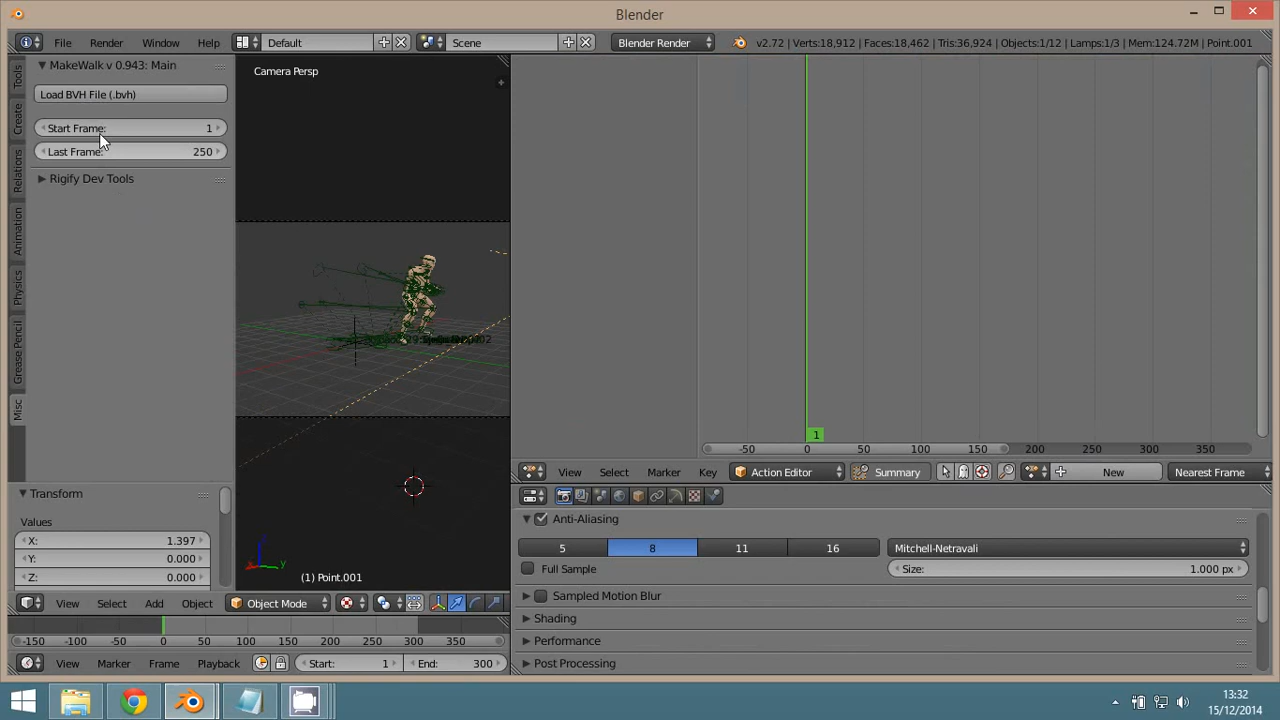 Blender
File Render Window Help Default Scene Blender Render v2.72 | Verts:18,912 | Faces:18,462 | Tris:36,924 | Objects:1/12 | Lamps:1/3 | Mem:124.72M | Point.001
MakeWalk v 0.943: Main
Load BVH File (.bvh)
Start Frame: 1
Last Frame: 250
Rigify Dev Tools
Tools
Create
Relations
Animation
Physics
Grease Pencil
Misc
Camera Persp
(1) Point.001
Transform
Values
X: 1.397
Y: 0.000
Z: 0.000
View Select Add Object Object Mode
-150 -100 -50 0 50 100 150 200 250 300 350
View Marker Frame Playback Start: 1 End: 300
1
-50 0 50 100 150 200 250 300 350
View Select Marker Key Action Editor Summary New Nearest Frame
Anti-Aliasing
5 8 11 16 Mitchell-Netravali
Full Sample Size: 1.000 px
Sampled Motion Blur
Shading
Performance
Post Processing
13:32
15/12/2014